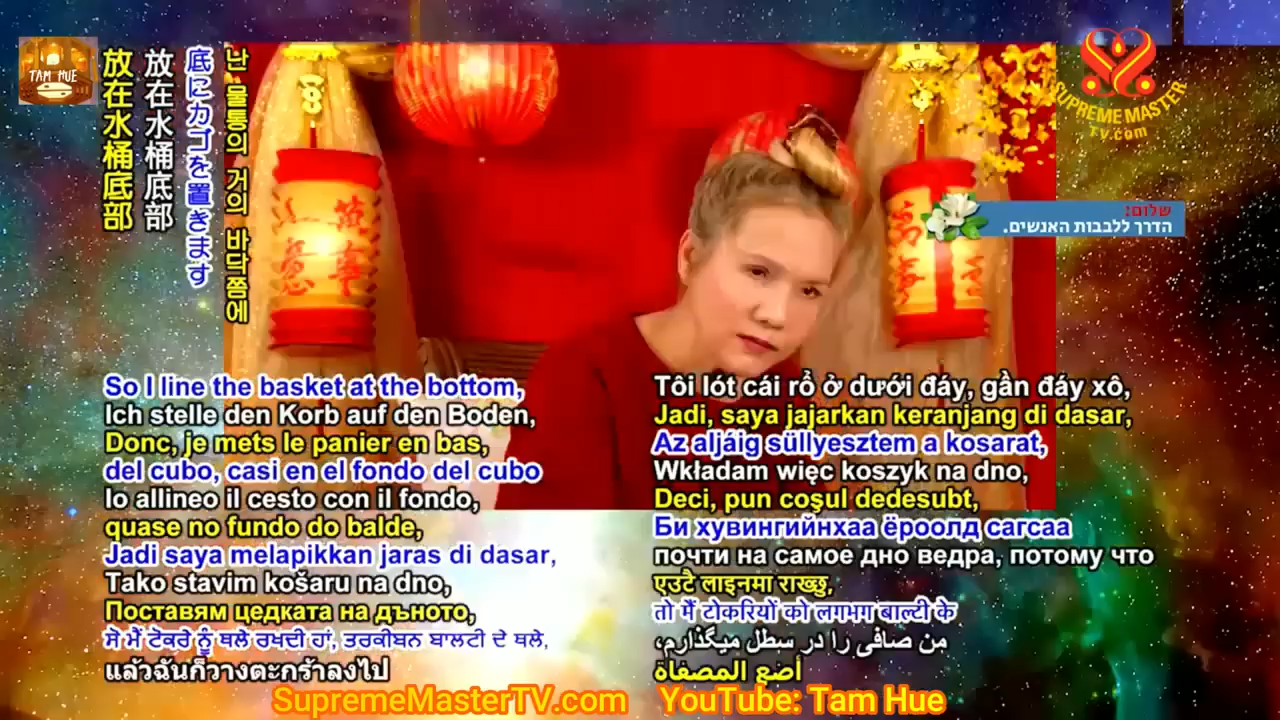 TAM HUE
放在水桶底部
放在水桶底部
底にカゴを置きます
난 물통의 거의 바닥쯤에
SUPREME MASTER
TV.com
שלום:
הדרך ללבבות האנשים.
So I line the basket at the bottom,
Ich stelle den Korb auf den Boden,
Donc, je mets le panier en bas,
del cubo, casi en el fondo del cubo
Io allineo il cesto con il fondo,
quase no fundo do balde,
Jadi saya melapikkan jaras di dasar,
Tako stavim košaru na dno,
Поставям цедката на дъното,
ਸੋ ਮੈਂ ਟੋਕਰੇ ਨੂੰ ਥਲੇ ਰਖਦੀ ਹਾਂ, ਤਰਕੀਬਨ ਬਾਲਟੀ ਦੇ ਥਲੇ,
แล้วฉันก็วางตะกร้าลงไป
Tôi lót cái rổ ở dưới đáy, gần đáy xô,
Jadi, saya jajarkan keranjang di dasar,
Az aljáig süllyesztem a kosarat,
Wkładam więc koszyk na dno,
Deci, pun coşul dedesubt,
Би хувингийнхаа ёроолд сагсаа
почти на самое дно ведра, потому что
एउटै लाइनमा राख्छु,
तो मैं टोकरियों को लगभग बाल्टी के
من صافی را در سطل میگذارم،
أضع المصفاة
SupremeMasterTV.com
YouTube: Tam Hue